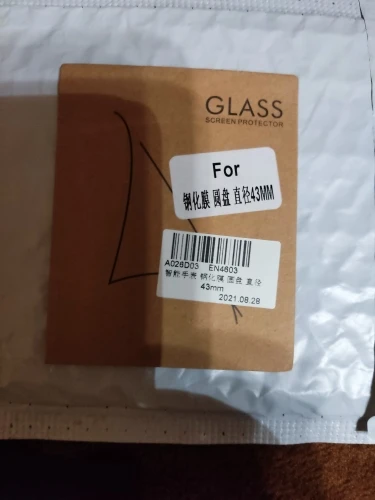 GLASS
SCREEN PROTECTOR
For
钢化膜 圆盘 直径43MM
A026D03 EN4603
智能手表 钢化膜 圆盘 直径
43mm
2021.08.28